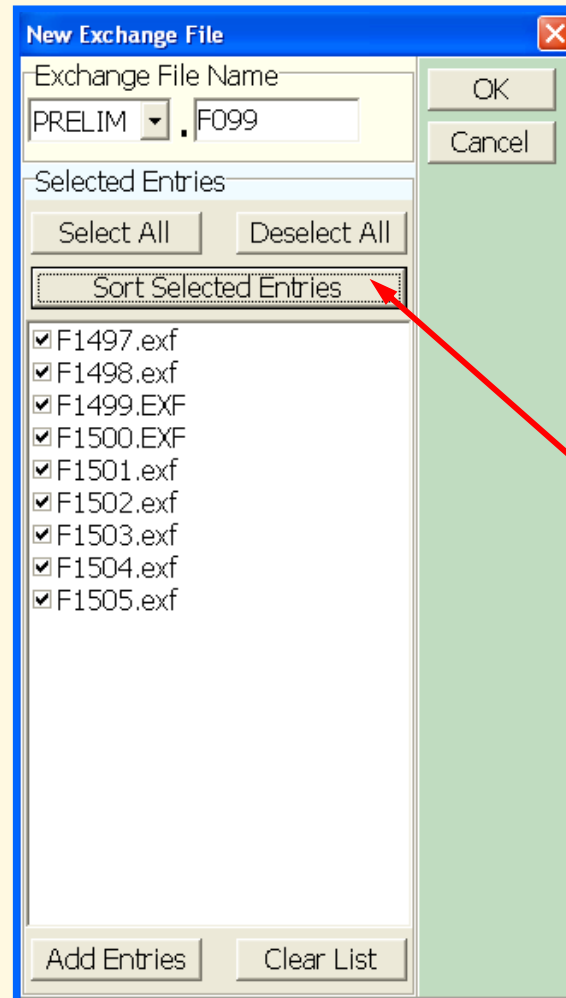 New Exchange File
Exchange File Name
PRELIM . F099
OK
Cancel
Selected Entries
Select All Deselect All
Sort Selected Entries
F1497.exf
F1498.exf
F1499.EXF
F1500.EXF
F1501.exf
F1502.exf
F1503.exf
F1504.exf
F1505.exf
Add Entries Clear List